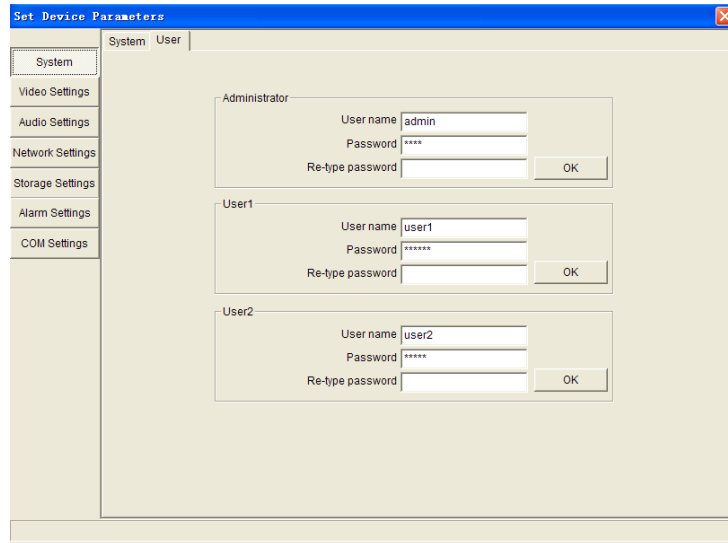 Set Device Parameters
System User
System
Video Settings
Audio Settings
Network Settings
Storage Settings
Alarm Settings
COM Settings
Administrator
User name admin
Password ****
Re-type password OK
User1
User name user1
Password ******
Re-type password OK
User2
User name user2
Password *****
Re-type password OK